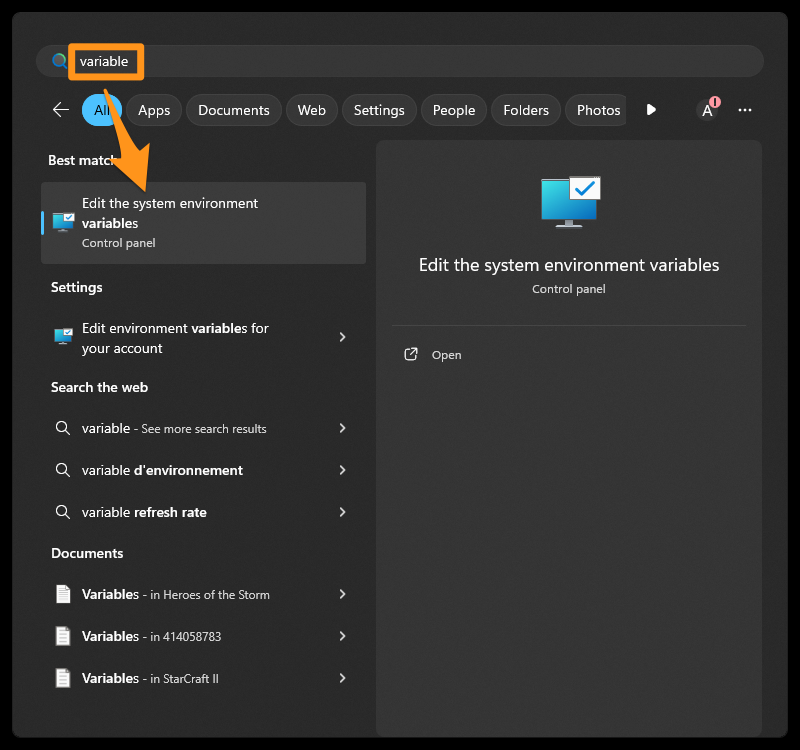 variable
All
Apps
Documents
Web
Settings
People
Folders
Photos
A
Best match
Edit the system environment
variables
Control panel
Settings
Edit environment variables for
your account
Search the web
variable - See more search results
variable d'environnement
variable refresh rate
Documents
Variables - in Heroes of the Storm
Variables - in 414058783
Variables - in StarCraft II
Edit the system environment variables
Control panel
Open